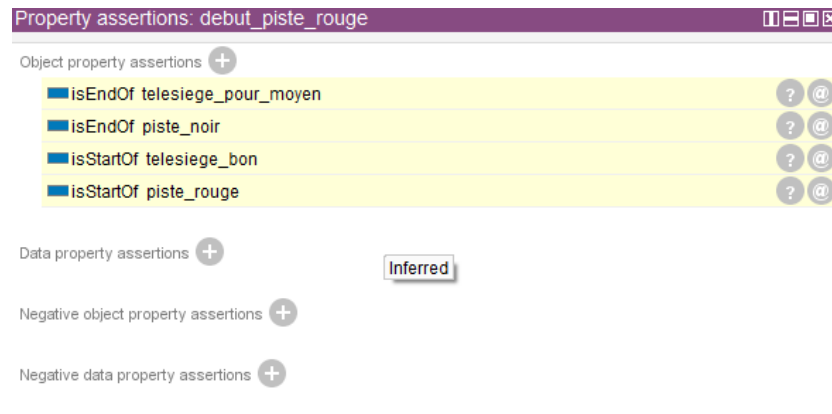 Property assertions: debut_piste_rouge
Object property assertions
isEndOf telesiege_pour_moyen
isEndOf piste_noir
isStartOf telesiege_bon
isStartOf piste_rouge
Data property assertions
Inferred
Negative object property assertions
Negative data property assertions